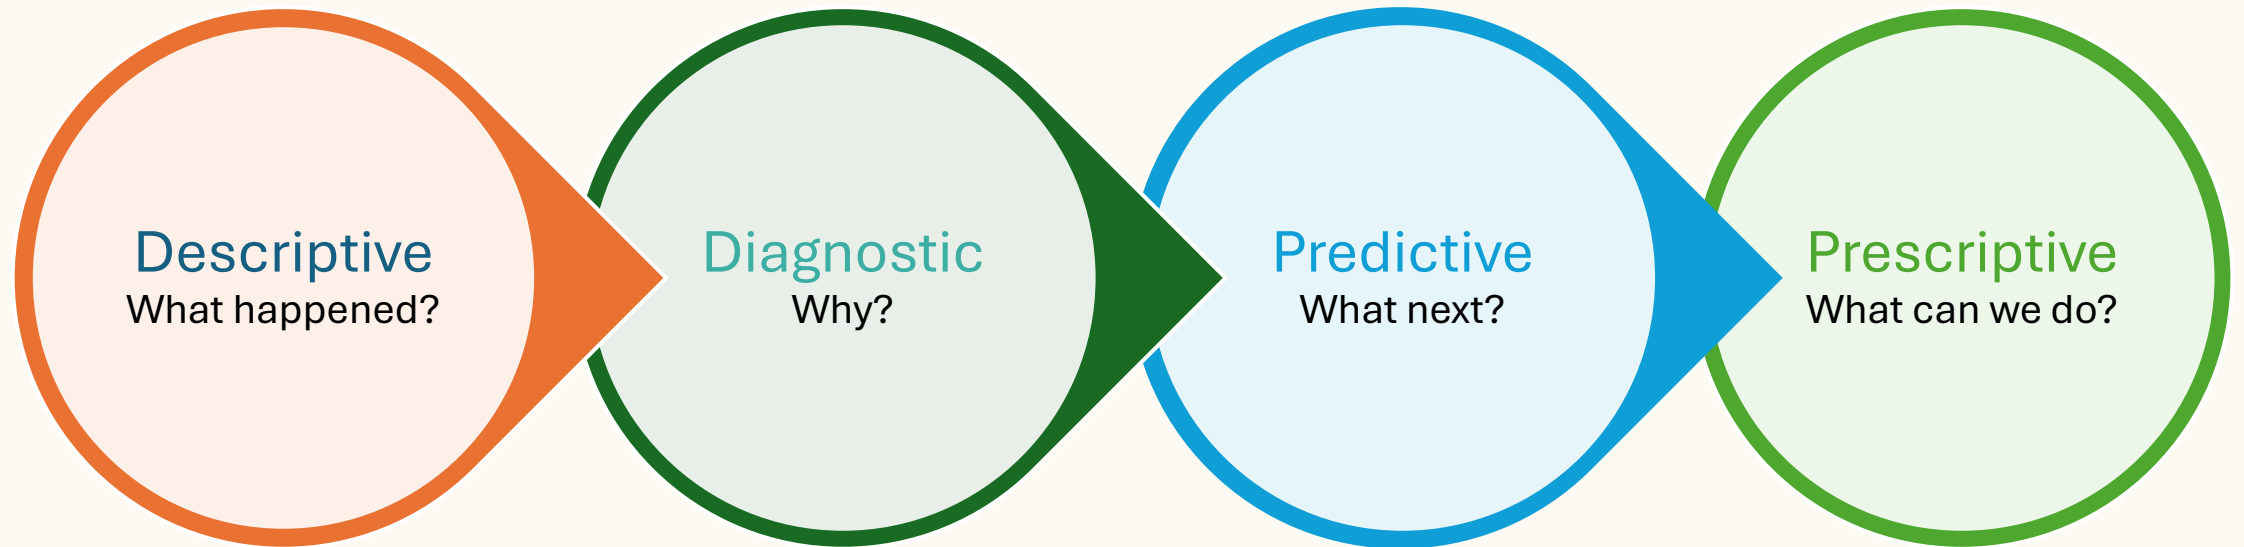 Descriptive
What happened?
Diagnostic
Why?
Predictive
What next?
Prescriptive
What can we do?